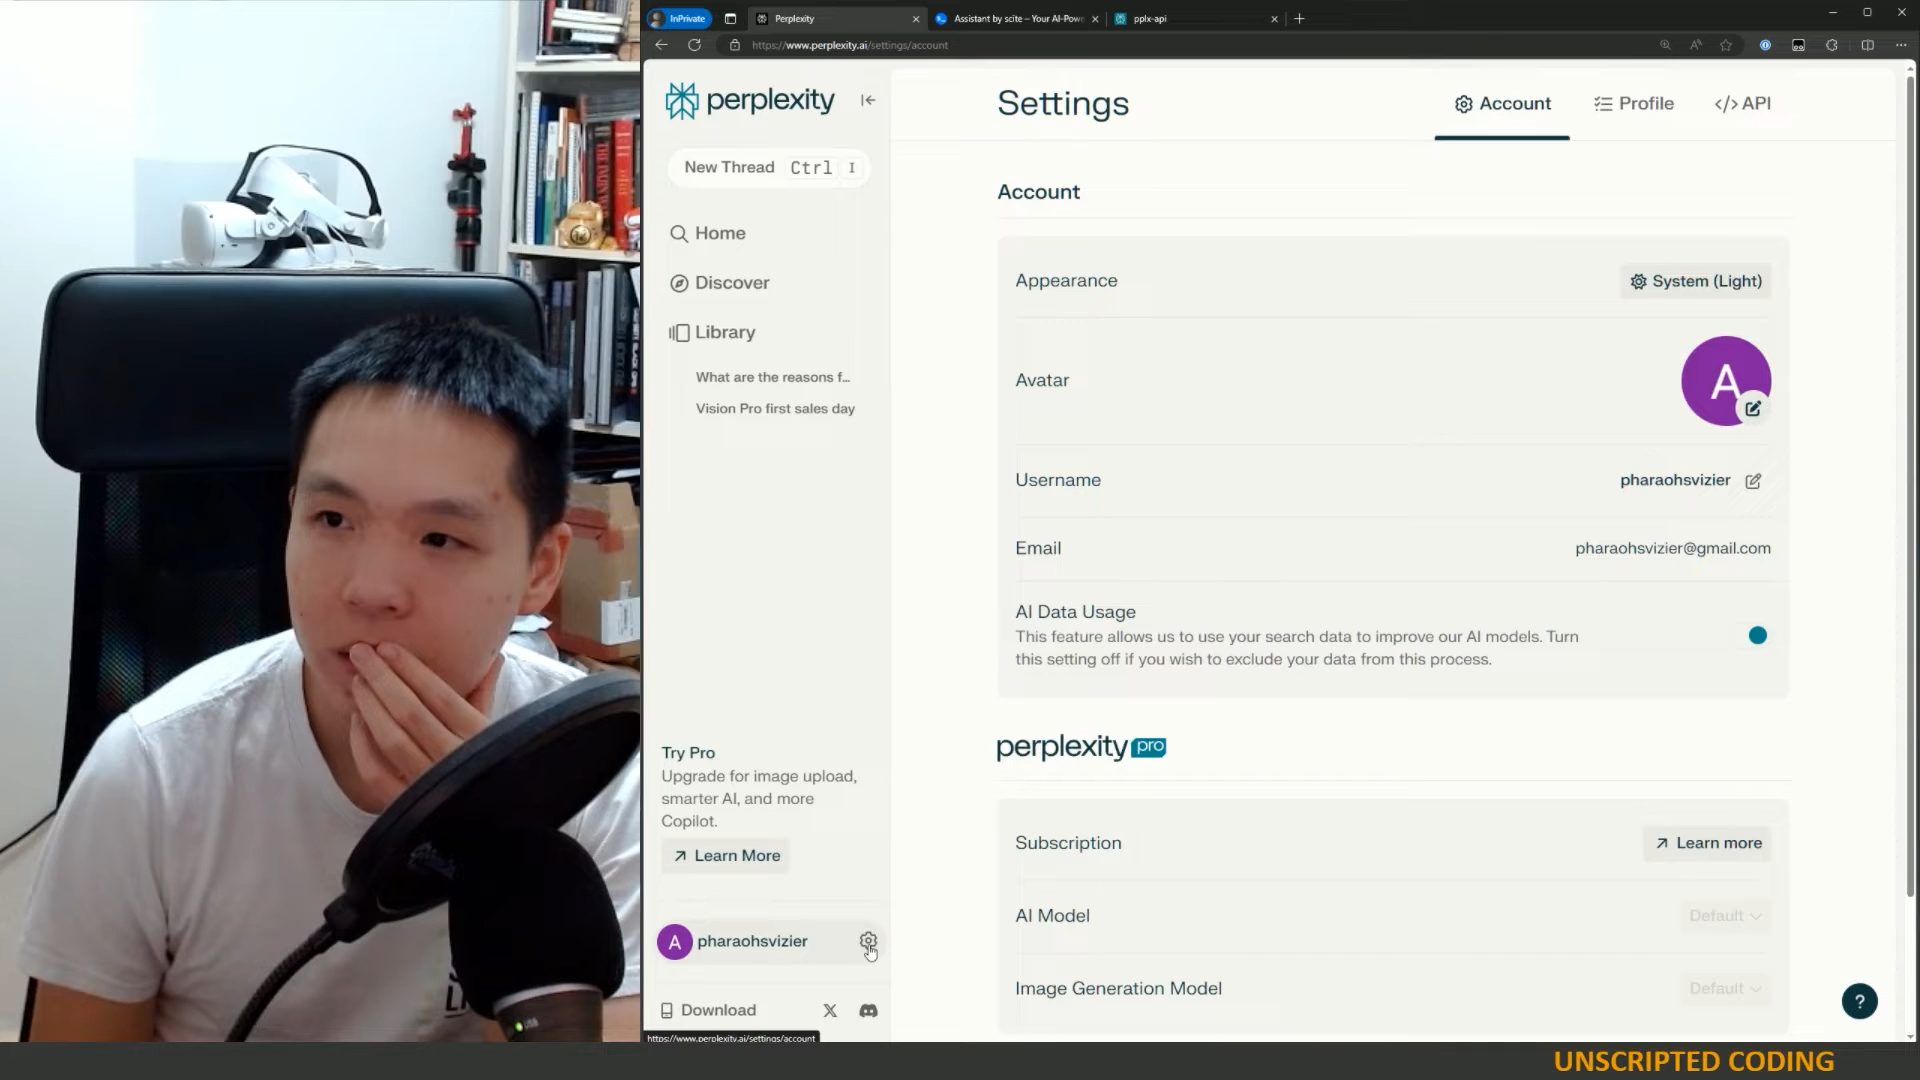 InPrivate
Perplexity
Assistant by scite – Your AI-Powe
pplx-api
https://www.perplexity.ai/settings/account
perplexity
New Thread Ctrl I
Home
Discover
Library
What are the reasons f...
Vision Pro first sales day
Try Pro
Upgrade for image upload,
smarter AI, and more
Copilot.
Learn More
A pharaohsvizier
Download
https://www.perplexity.ai/settings/account
Settings
Account
Profile
</> API
Account
Appearance
System (Light)
Avatar
A
Username
pharaohsvizier
Email
pharaohsvizier@gmail.com
AI Data Usage
This feature allows us to use your search data to improve our AI models. Turn
this setting off if you wish to exclude your data from this process.
perplexity pro
Subscription
Learn more
AI Model
Default
Image Generation Model
Default
?
UNSCRIPTED CODING